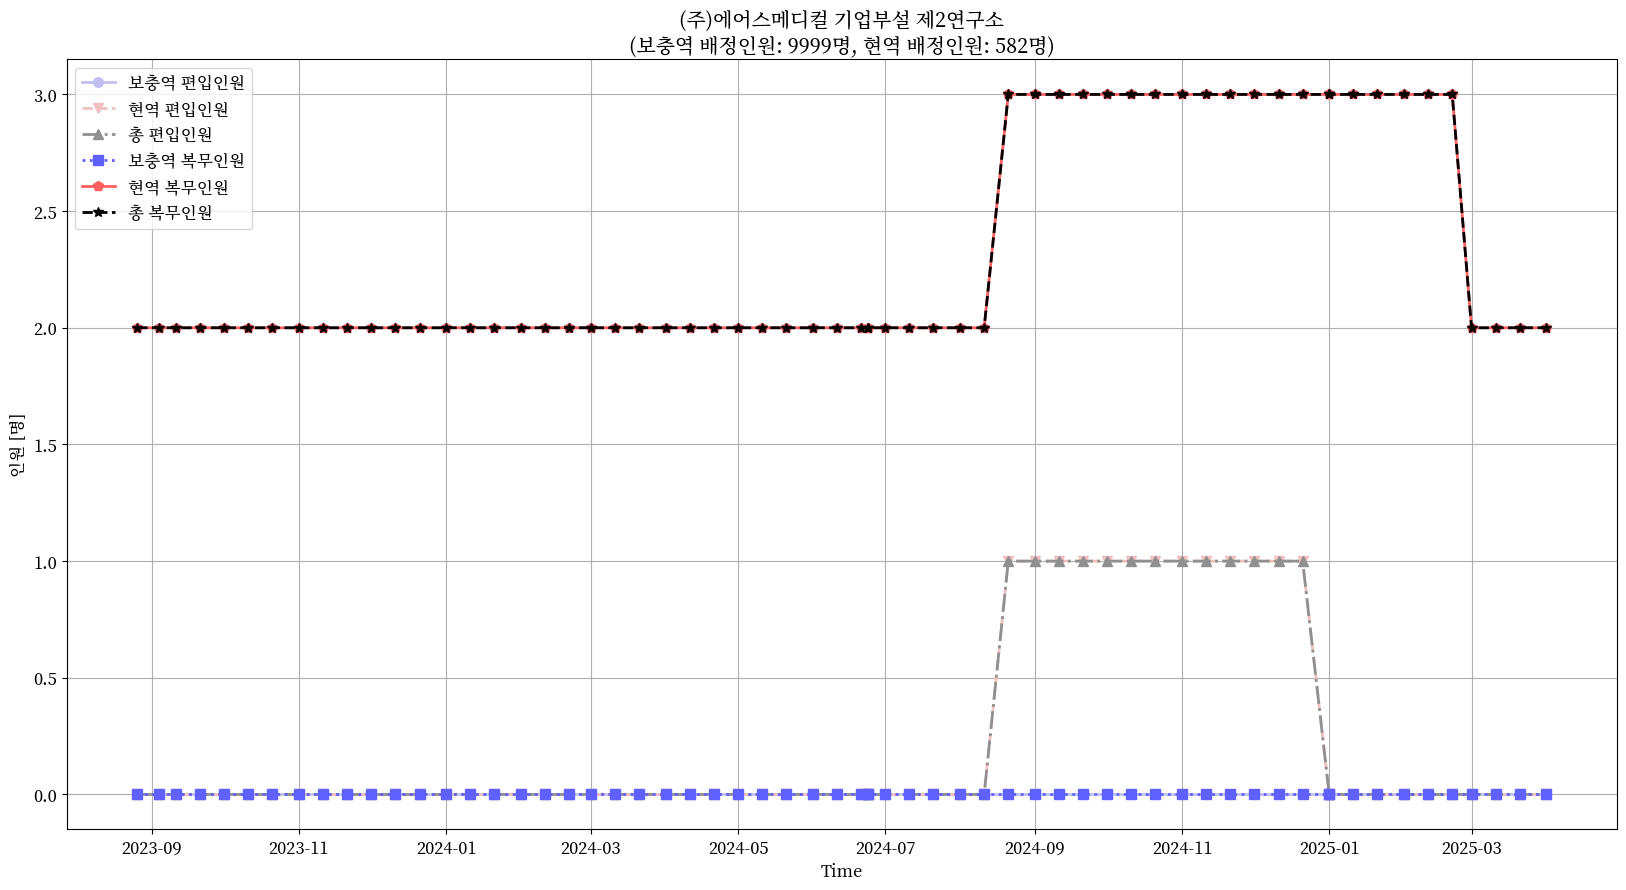 (주)에어스메디컬 기업부설 제2연구소
(보충역 배정인원: 9999명, 현역 배정인원: 582명)
보충역 편입인원
현역 편입인원
총 편입인원
보충역 복무인원
현역 복무인원
총 복무인원
3.0
2.5
2.0
1.5
1.0
0.5
0.0
인원 [명]
2023-09
2023-11
2024-01
2024-03
2024-05
2024-07
2024-09
2024-11
2025-01
2025-03
Time